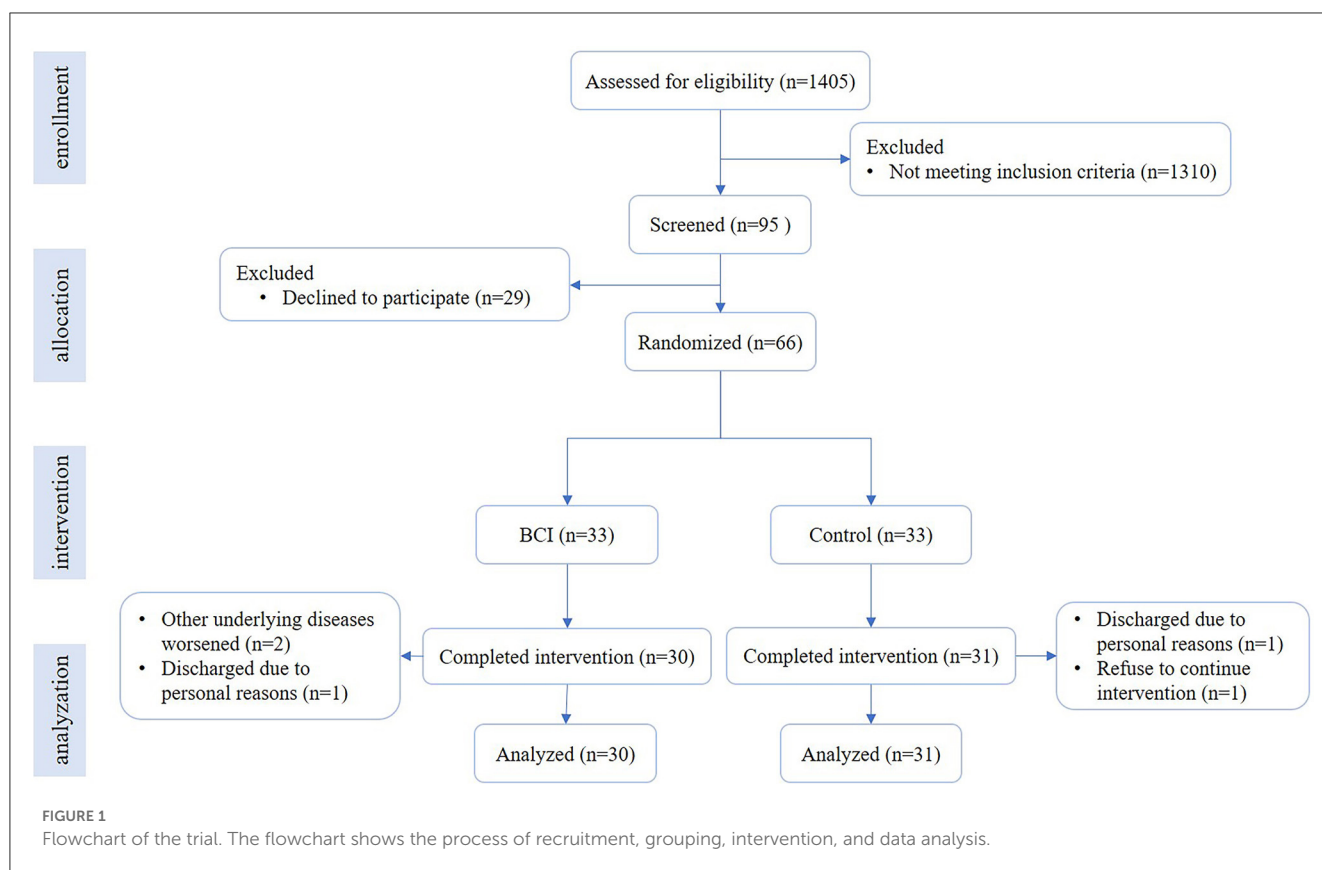 enrollment
Assessed for eligibility (n=1405)
Excluded
• Not meeting inclusion criteria (n=1310)
Screened (n=95 )
allocation
Excluded
• Declined to participate (n=29)
Randomized (n=66)
intervention
BCI (n=33)
Control (n=33)
analyzation
• Other underlying diseases
worsened (n=2)
• Discharged due to
personal reasons (n=1)
Completed intervention (n=30)
Completed intervention (n=31)
• Discharged due to
personal reasons (n=1)
• Refuse to continue
intervention (n=1)
Analyzed (n=30)
Analyzed (n=31)
FIGURE 1
Flowchart of the trial. The flowchart shows the process of recruitment, grouping, intervention, and data analysis.